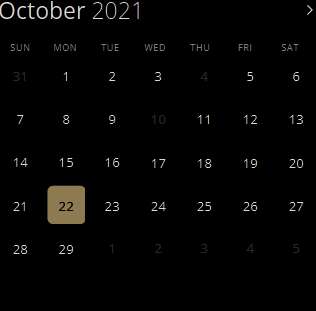 October 2021
SUN MON TUE WED THU FRI SAT
31 1 2 3 4 5 6
7 8 9 10 11 12 13
14 15 16 17 18 19 20
21 22 23 24 25 26 27
28 29 1 2 3 4 5